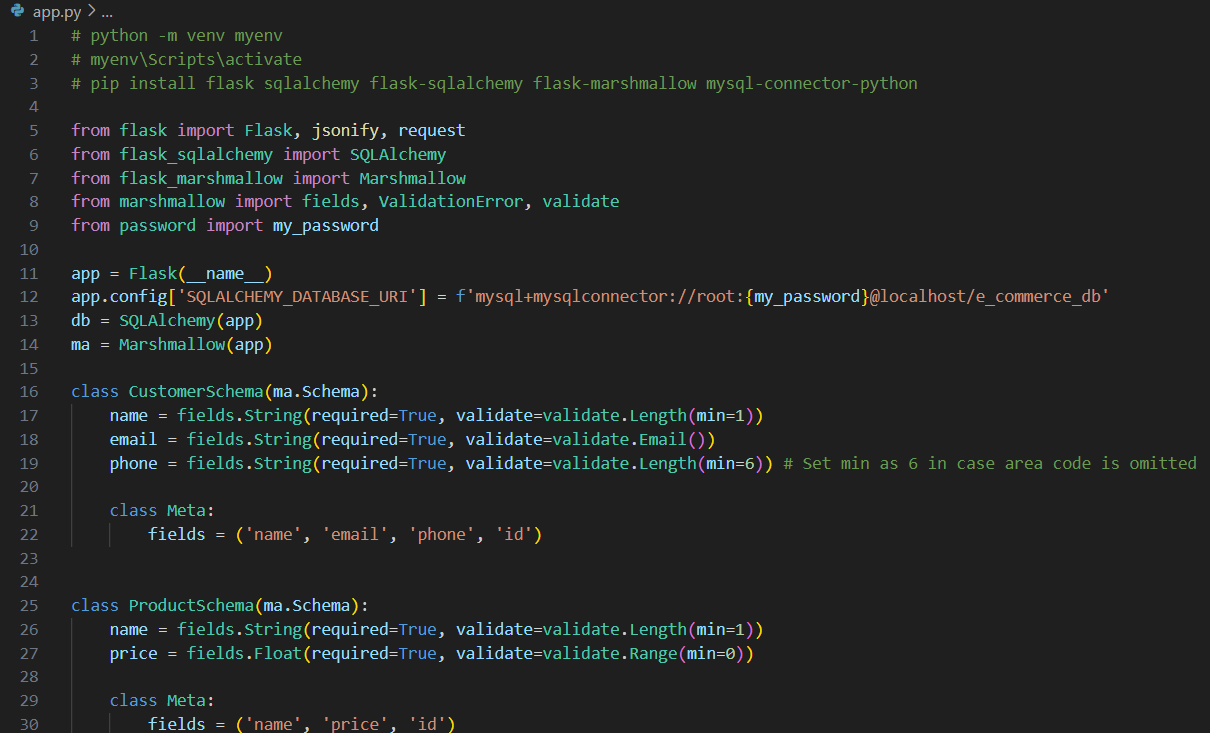 app.py > ...
1 # python -m venv myenv
2 # myenv\Scripts\activate
3 # pip install flask sqlalchemy flask-sqlalchemy flask-marshmallow mysql-connector-python
4
5 from flask import Flask, jsonify, request
6 from flask_sqlalchemy import SQLAlchemy
7 from flask_marshmallow import Marshmallow
8 from marshmallow import fields, ValidationError, validate
9 from password import my_password
10
11 app = Flask(__name__)
12 app.config['SQLALCHEMY_DATABASE_URI'] = f'mysql+mysqlconnector://root:{my_password}@localhost/e_commerce_db'
13 db = SQLAlchemy(app)
14 ma = Marshmallow(app)
15
16 class CustomerSchema(ma.Schema):
17     name = fields.String(required=True, validate=validate.Length(min=1))
18     email = fields.String(required=True, validate=validate.Email())
19     phone = fields.String(required=True, validate=validate.Length(min=6)) # Set min as 6 in case area code is omitted
20
21     class Meta:
22         fields = ('name', 'email', 'phone', 'id')
23
24
25 class ProductSchema(ma.Schema):
26     name = fields.String(required=True, validate=validate.Length(min=1))
27     price = fields.Float(required=True, validate=validate.Range(min=0))
28
29     class Meta:
30         fields = ('name', 'price', 'id')